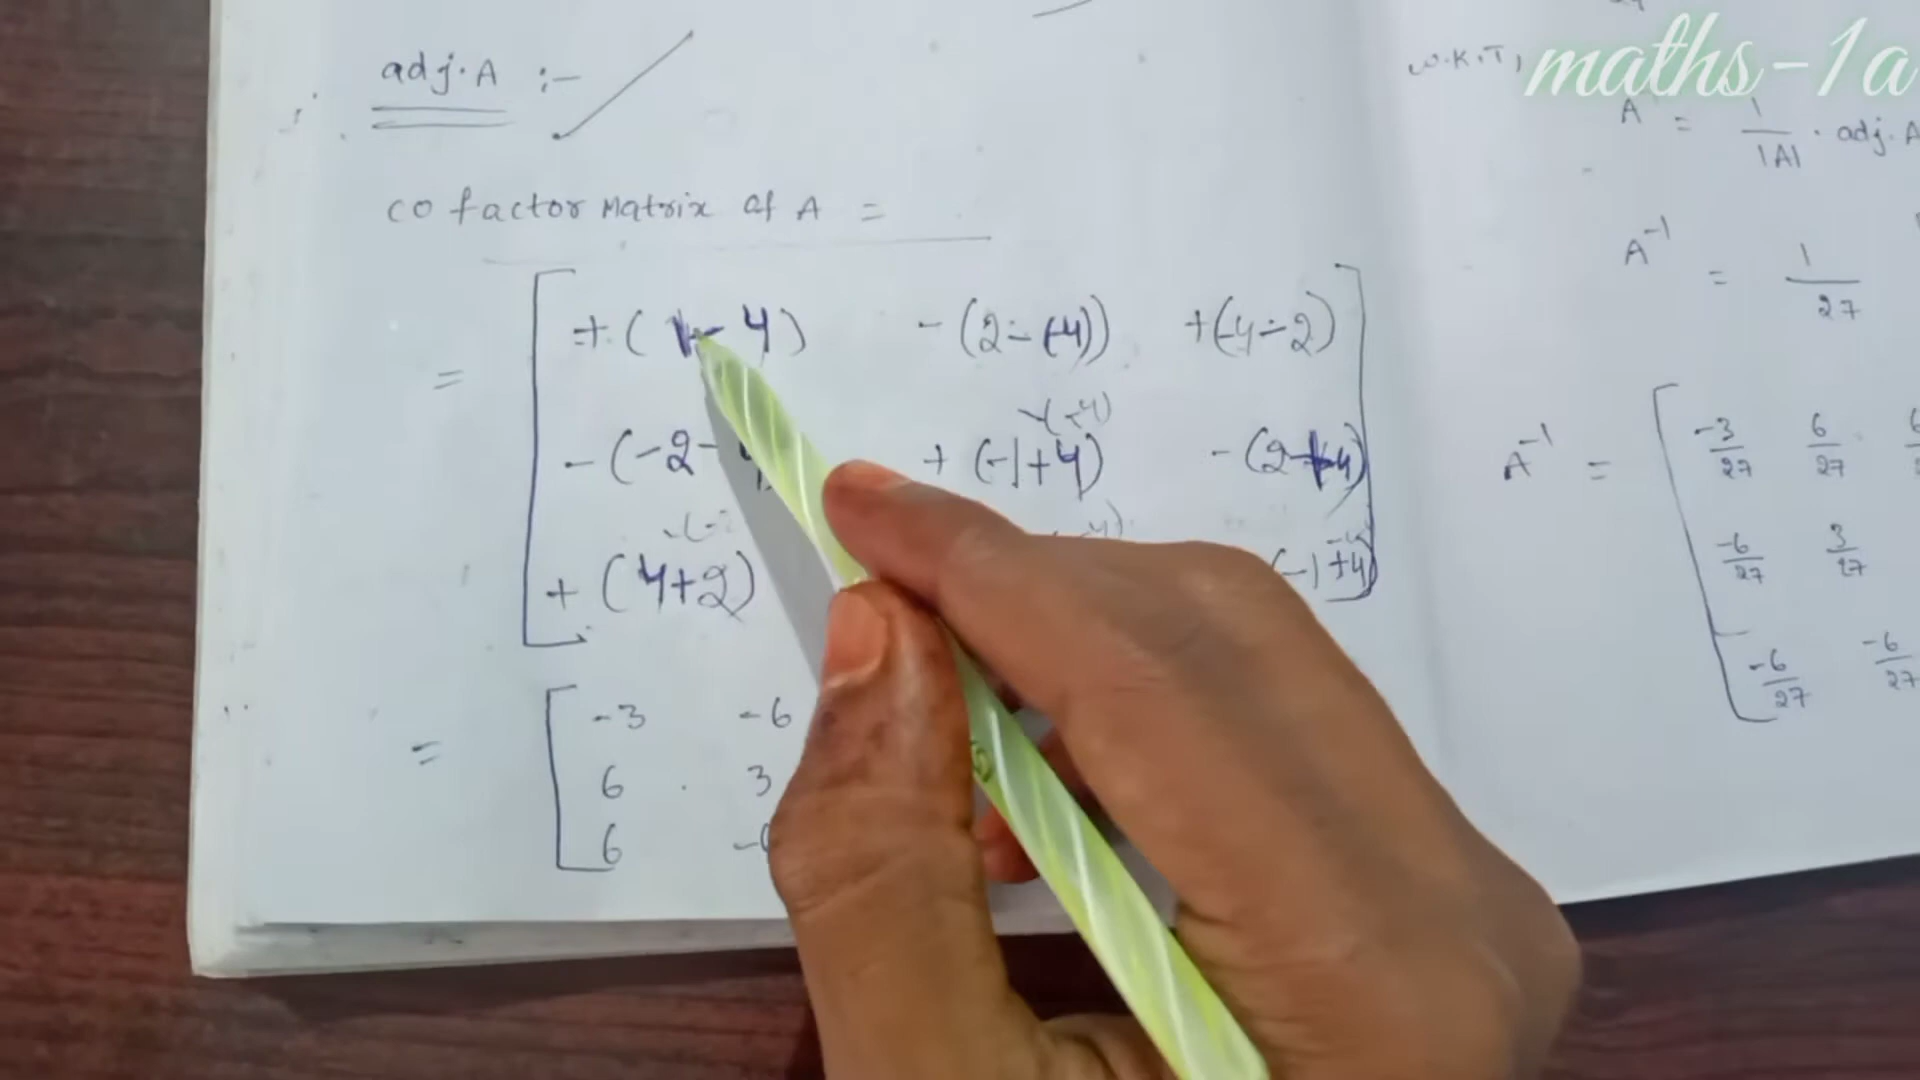 maths-1a
adj. A :-
co factor Matrix of A =
= [ +(1-4) -(2-(-4)) +(4-2)
-(-4)
-(-2- + (-1+4) -(2+4)
+ (4+2) (-1+4) ]
= [ -3 -6
6 3
6
W.K.T,
A = 1/|A| . adj. A
A^-1 = 1/27
A^-1 = [ -3/27 6/27
-6/27 3/27
-6/27 -6/27